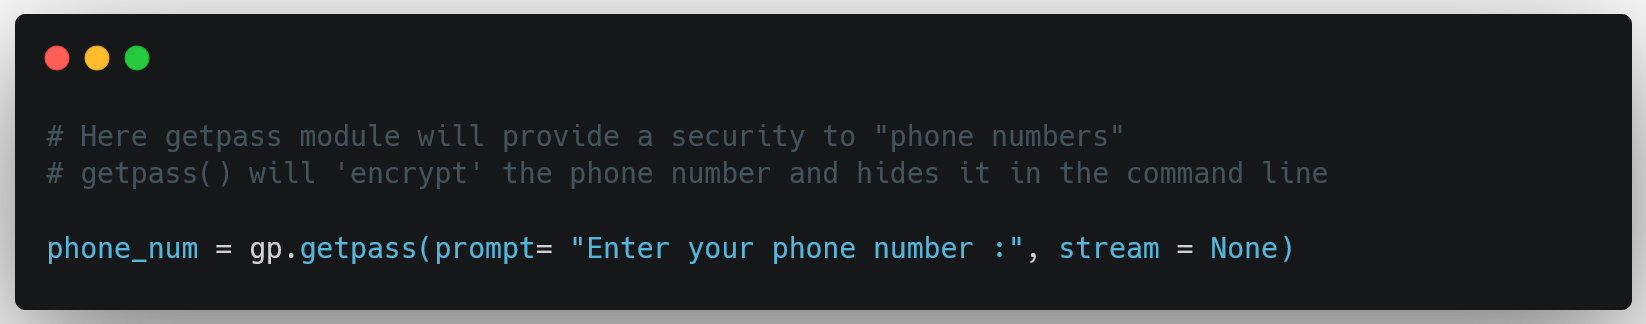 # Here getpass module will provide a security to "phone numbers"
# getpass() will 'encrypt' the phone number and hides it in the command line
phone_num = gp.getpass(prompt= "Enter your phone number :", stream = None)